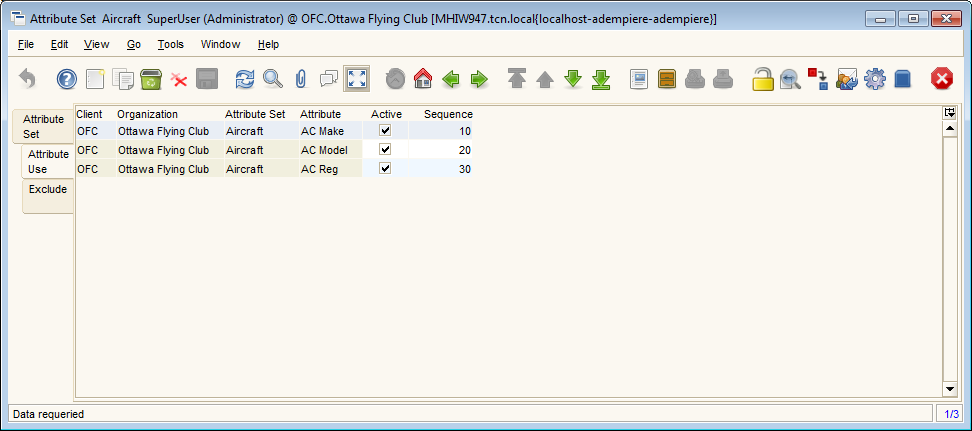 Attribute Set  Aircraft  SuperUser (Administrator) @ OFC.Ottawa Flying Club [MHIW947.tcn.local{localhost-adempiere-adempiere}]
File Edit View Go Tools Window Help
Attribute
Set
Attribute
Use
Exclude
Client Organization Attribute Set Attribute Active Sequence
OFC Ottawa Flying Club Aircraft AC Make 10
OFC Ottawa Flying Club Aircraft AC Model 20
OFC Ottawa Flying Club Aircraft AC Reg 30
Data requeried
1/3